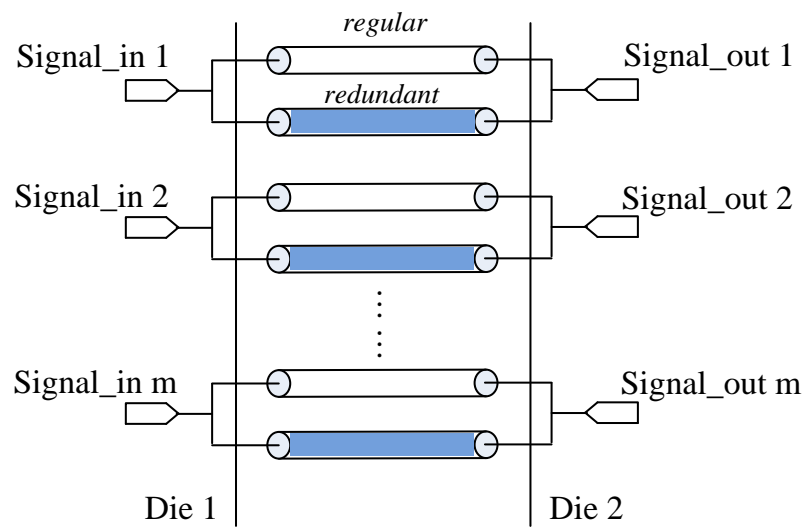 regular
Signal_in 1
Signal_out 1
redundant
Signal_in 2
Signal_out 2
Signal_in m
Signal_out m
Die 1
Die 2